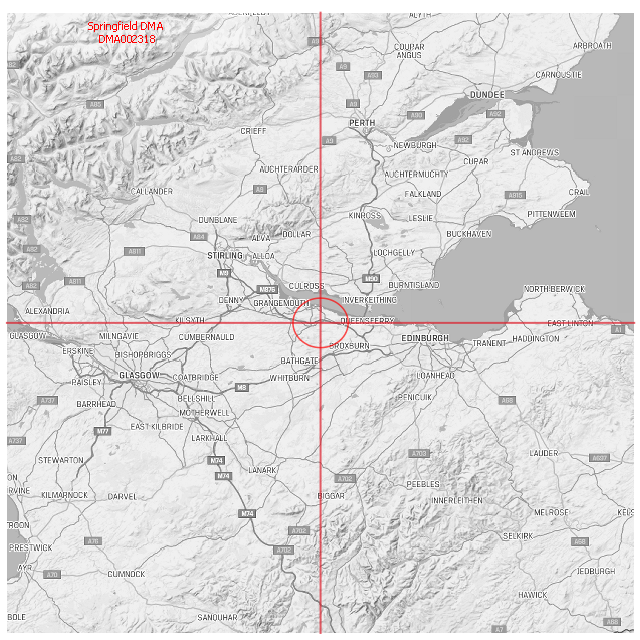 Springfield DMA
DMA002318
ALYTH
ARBROATH
COUPAR
ANGUS
A9
A93
CARNOUSTIE
A82
DUNDEE
A85
A9
A90
A92
PERTH
CRIEFF
A9
A92
NEWBURGH
ST ANDREWS
A82
CUPAR
AUCHTERARDER
AUCHTERMUCHTY
CALLANDER
A9
FALKLAND
A915
CRAIL
DUNBLANE
KINROSS
LESLIE
PITTENWEEM
A82
DOLLAR
A84
ALVA
BUCKHAVEN
A82
A811
STIRLING
ALLOA
LOCHGELLY
M9
M90
A82
A811
CULROSS
BURNTISLAND
M876
NORTH BERWICK
DENNY
GRANGEMOUTH
INVERKEITHING
ALEXANDRIA
KILSYTH
QUEENSFERRY
EAST LINTON
A1
GLASGOW
MILNGAVIE
CUMBERNAULD
EDINBURGH
TRANENT
HADDINGTON
ERSKINE
BISHOPBRIGGS
BROXBURN
BATHGATE
PAISLEY
GLASGOW
COATBRIDGE
WHITBURN
LOANHEAD
M8
A737
BARRHEAD
BELLSHILL
PENICUIK
A68
MOTHERWELL
M77
EAST KILBRIDE
A737
LARKHALL
STEWARTON
M74
A703
LAUDER
A697
LANARK
M74
A702
PEEBLES
KILMARNOCK
DARVEL
BIGGAR
INNERLEITHEN
M74
MELROSE
A702
SELKIRK
PRESTWICK
A76
A702
A68
AYR
A70
CUMNOCK
JEDBURGH
HAWICK
SANQUHAR
A68
A7